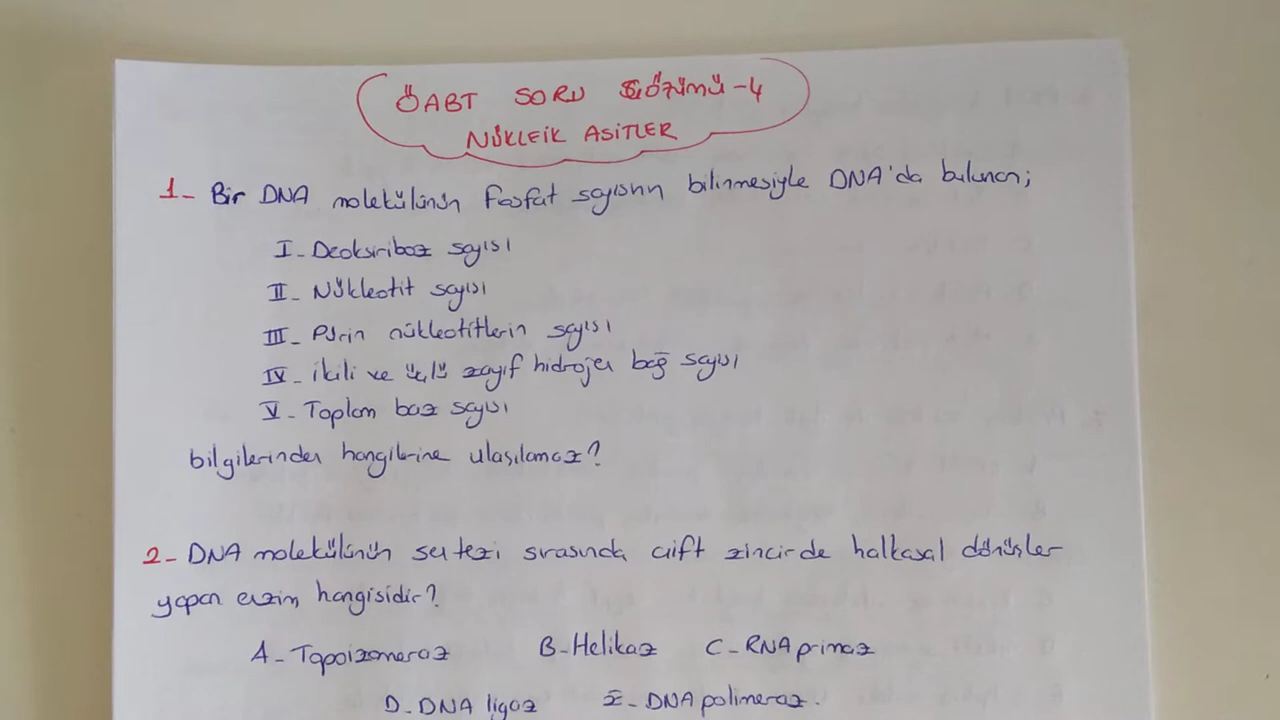 ÖABT SORU ÇÖZÜMÜ-4
NÜKLEİK ASİTLER
1- Bir DNA molekülünün fosfat sayısının bilinmesiyle DNA'da bulunan;
I- Deoksiriboz sayısı
II- Nükleotit sayısı
III- Pürin nükleotitlerin sayısı
IV- İkili ve üçlü zayıf hidrojen bağ sayısı
V- Toplam baz sayısı
bilgilerinden hangilerine ulaşılamaz?
2- DNA molekülünün sentezi sırasında çift zincirde halkasal dönüşler
yapan enzim hangisidir?
A- Topoizomeraz B- Helikaz C- RNA primaz
D- DNA ligaz E- DNA polimeraz.